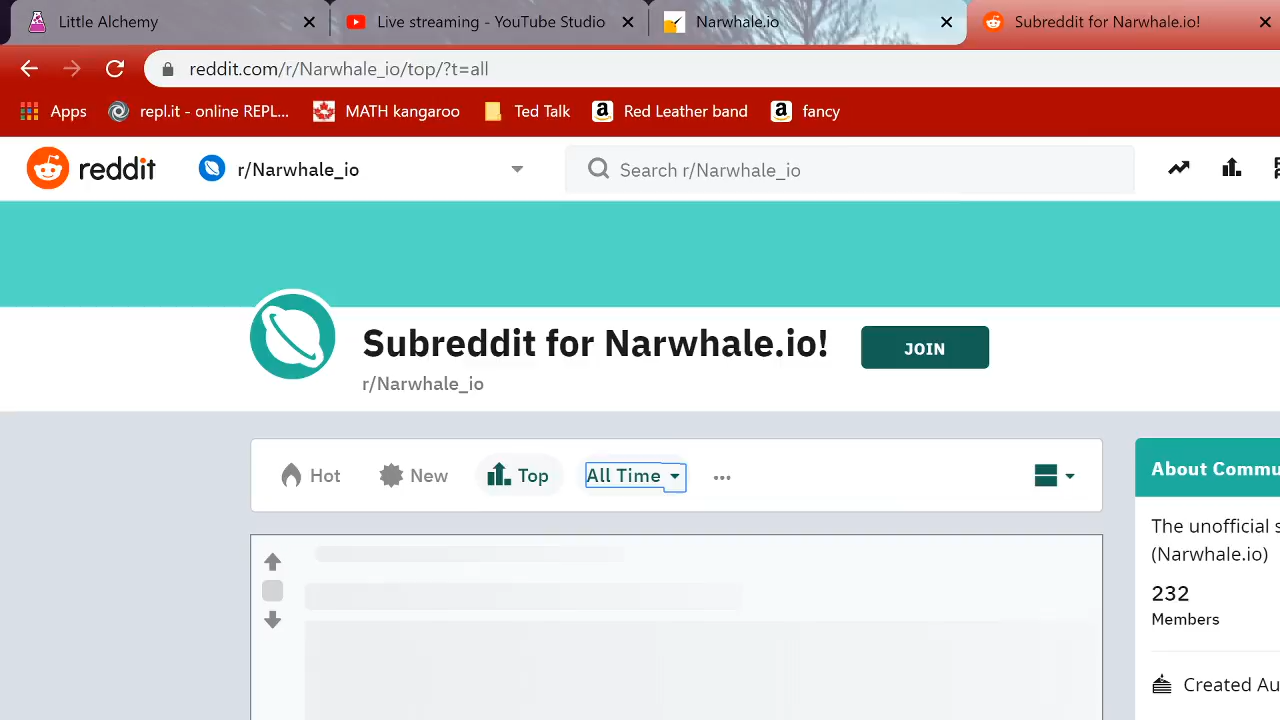 Little Alchemy
Live streaming - YouTube Studio
Narwhale.io
Subreddit for Narwhale.io!
reddit.com/r/Narwhale_io/top/?t=all
Apps
repl.it - online REPL...
MATH kangaroo
Ted Talk
Red Leather band
fancy
reddit
r/Narwhale_io
Search r/Narwhale_io
Subreddit for Narwhale.io!
JOIN
r/Narwhale_io
Hot
New
Top
All Time
...
About Commu
The unofficial s
(Narwhale.io)
232
Members
Created Au